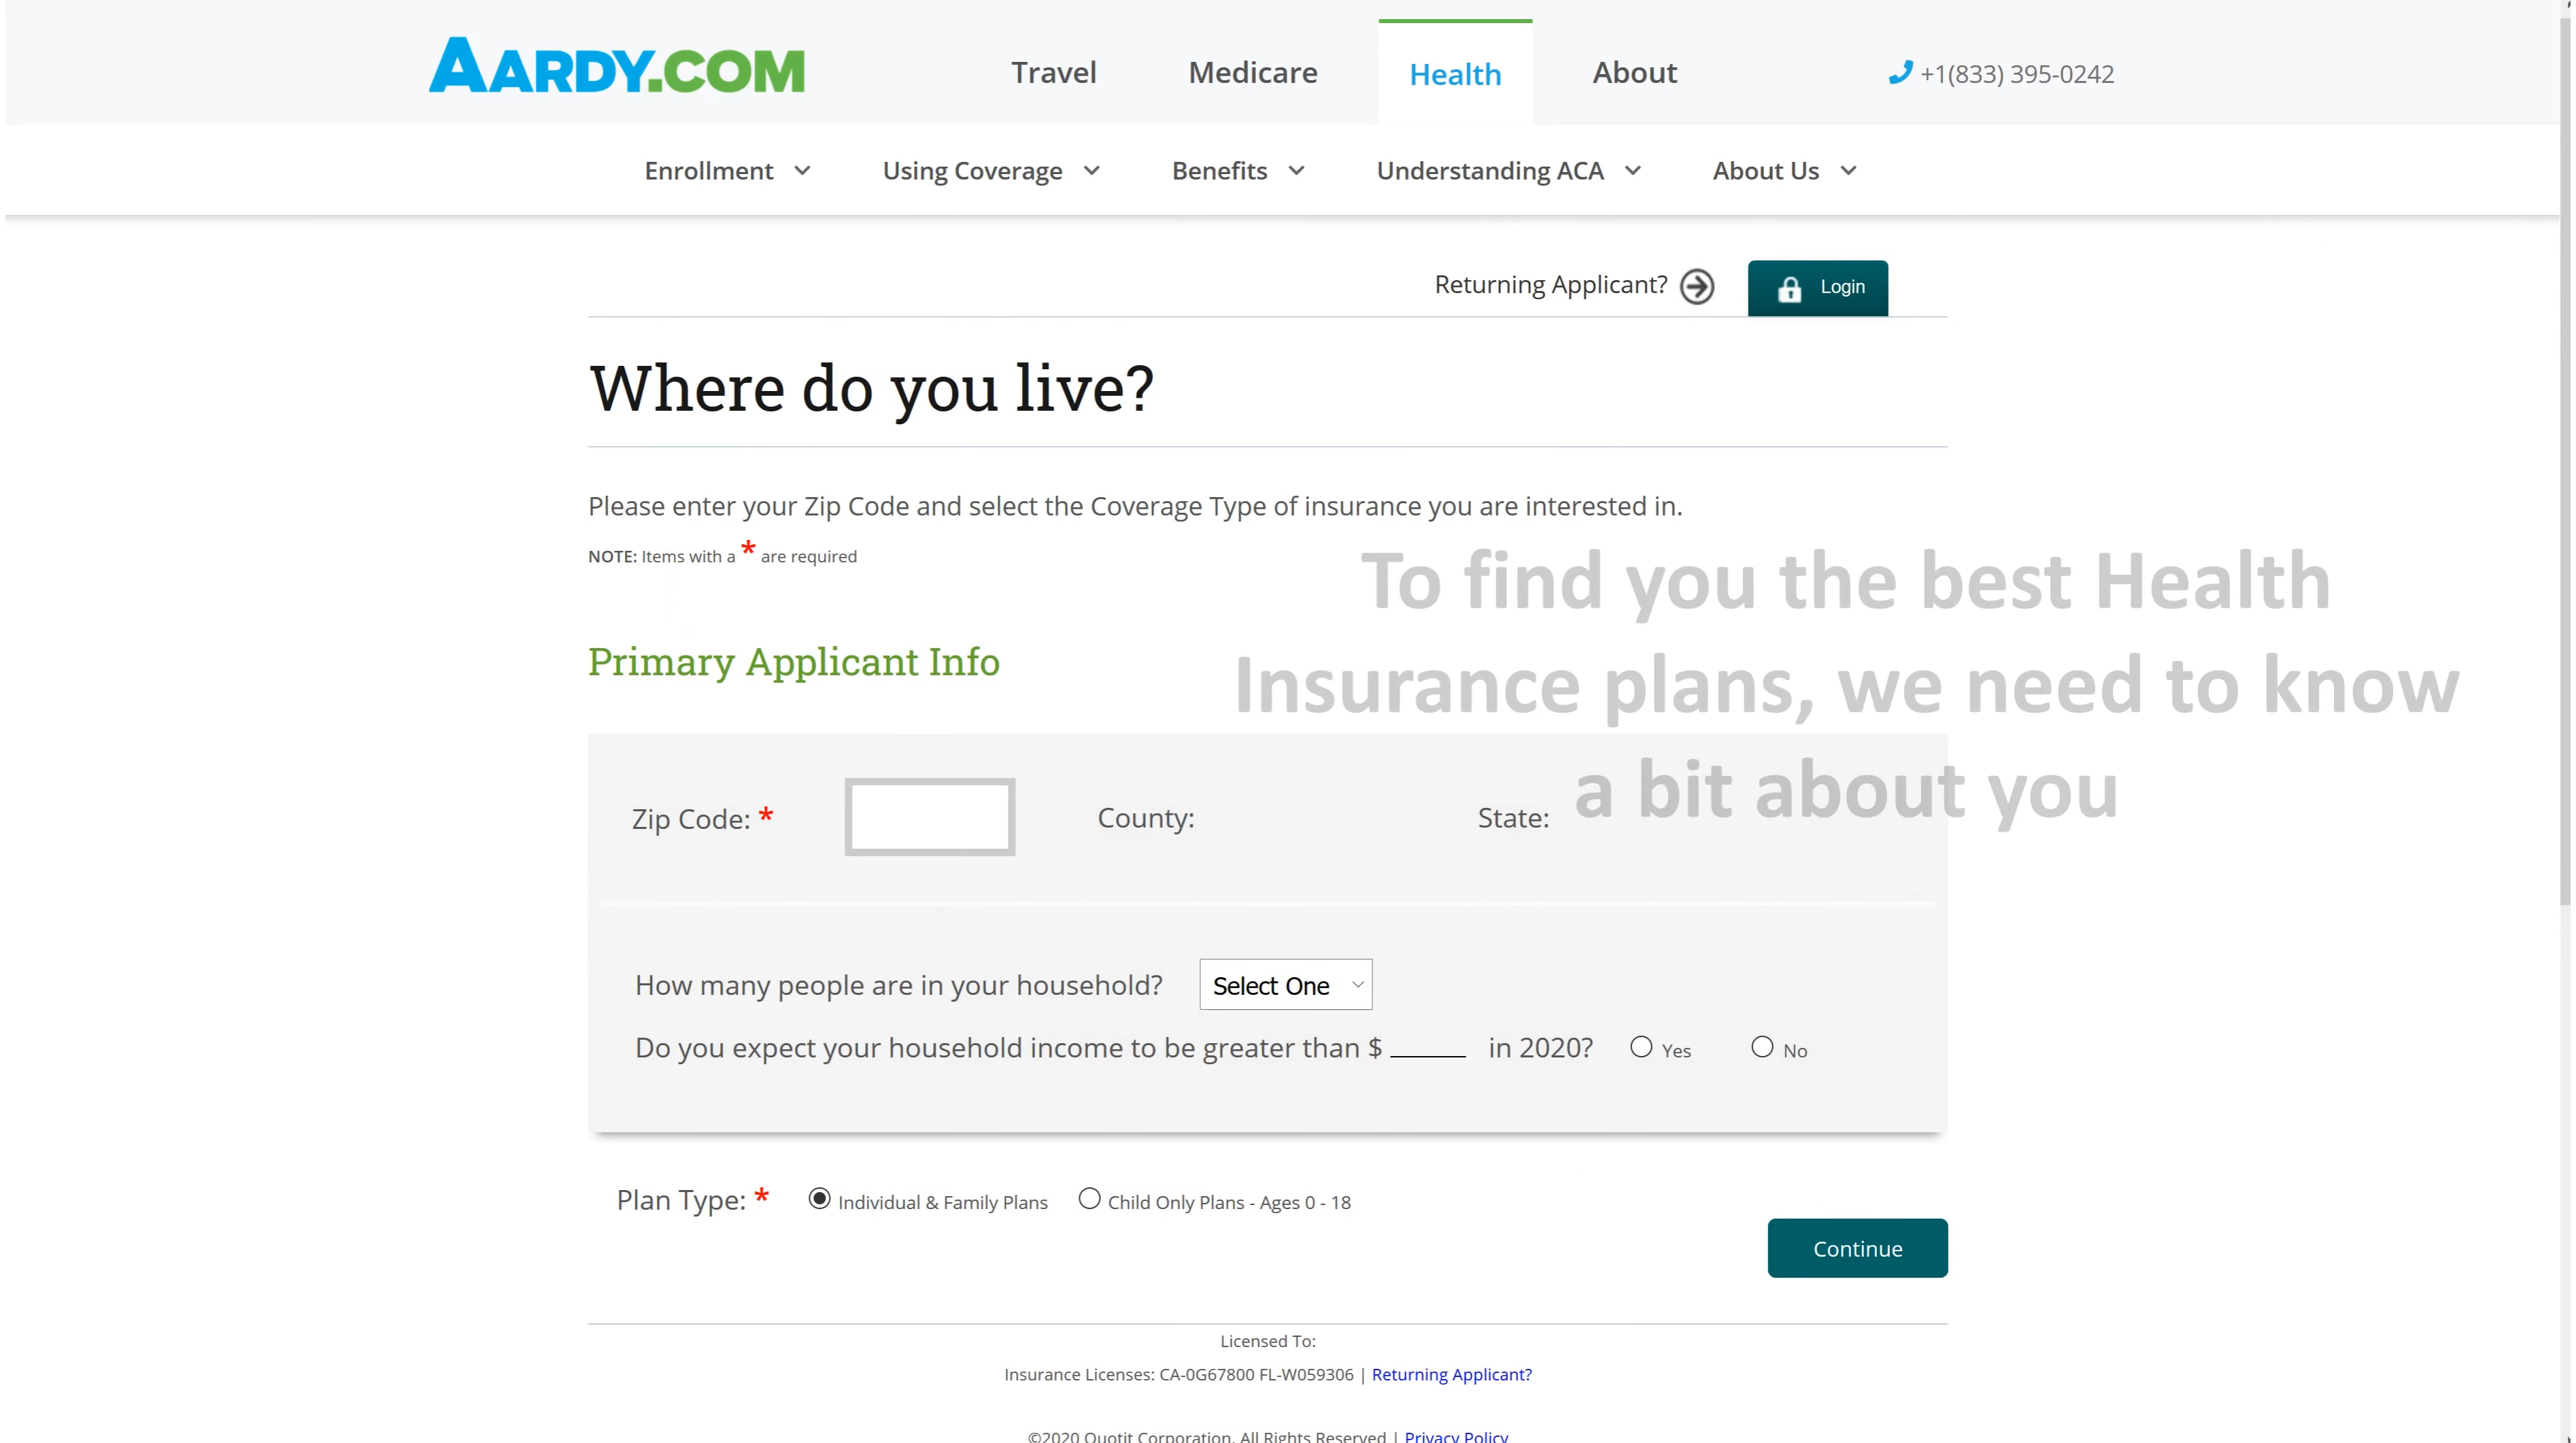 AARDY.COM
Travel Medicare Health About +1(833) 395-0242
Enrollment Using Coverage Benefits Understanding ACA About Us
Returning Applicant? Login
Where do you live?
Please enter your Zip Code and select the Coverage Type of insurance you are interested in.
NOTE: Items with a * are required
To find you the best Health
Insurance plans, we need to know
a bit about you
Primary Applicant Info
Zip Code: * County: State:
How many people are in your household? Select One
Do you expect your household income to be greater than $ in 2020? Yes No
Plan Type: * Individual & Family Plans Child Only Plans - Ages 0 - 18
Continue
Licensed To:
Insurance Licenses: CA-0G67800 FL-W059306 | Returning Applicant?
©2020 Quotit Corporation. All Rights Reserved | Privacy Policy